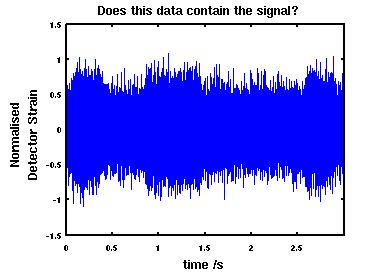 Does this data contain the signal?
1.5
1
0.5
0
-0.5
-1
-1.5
Normalised
Detector Strain
0 0.5 1 1.5 2 2.5
time /s